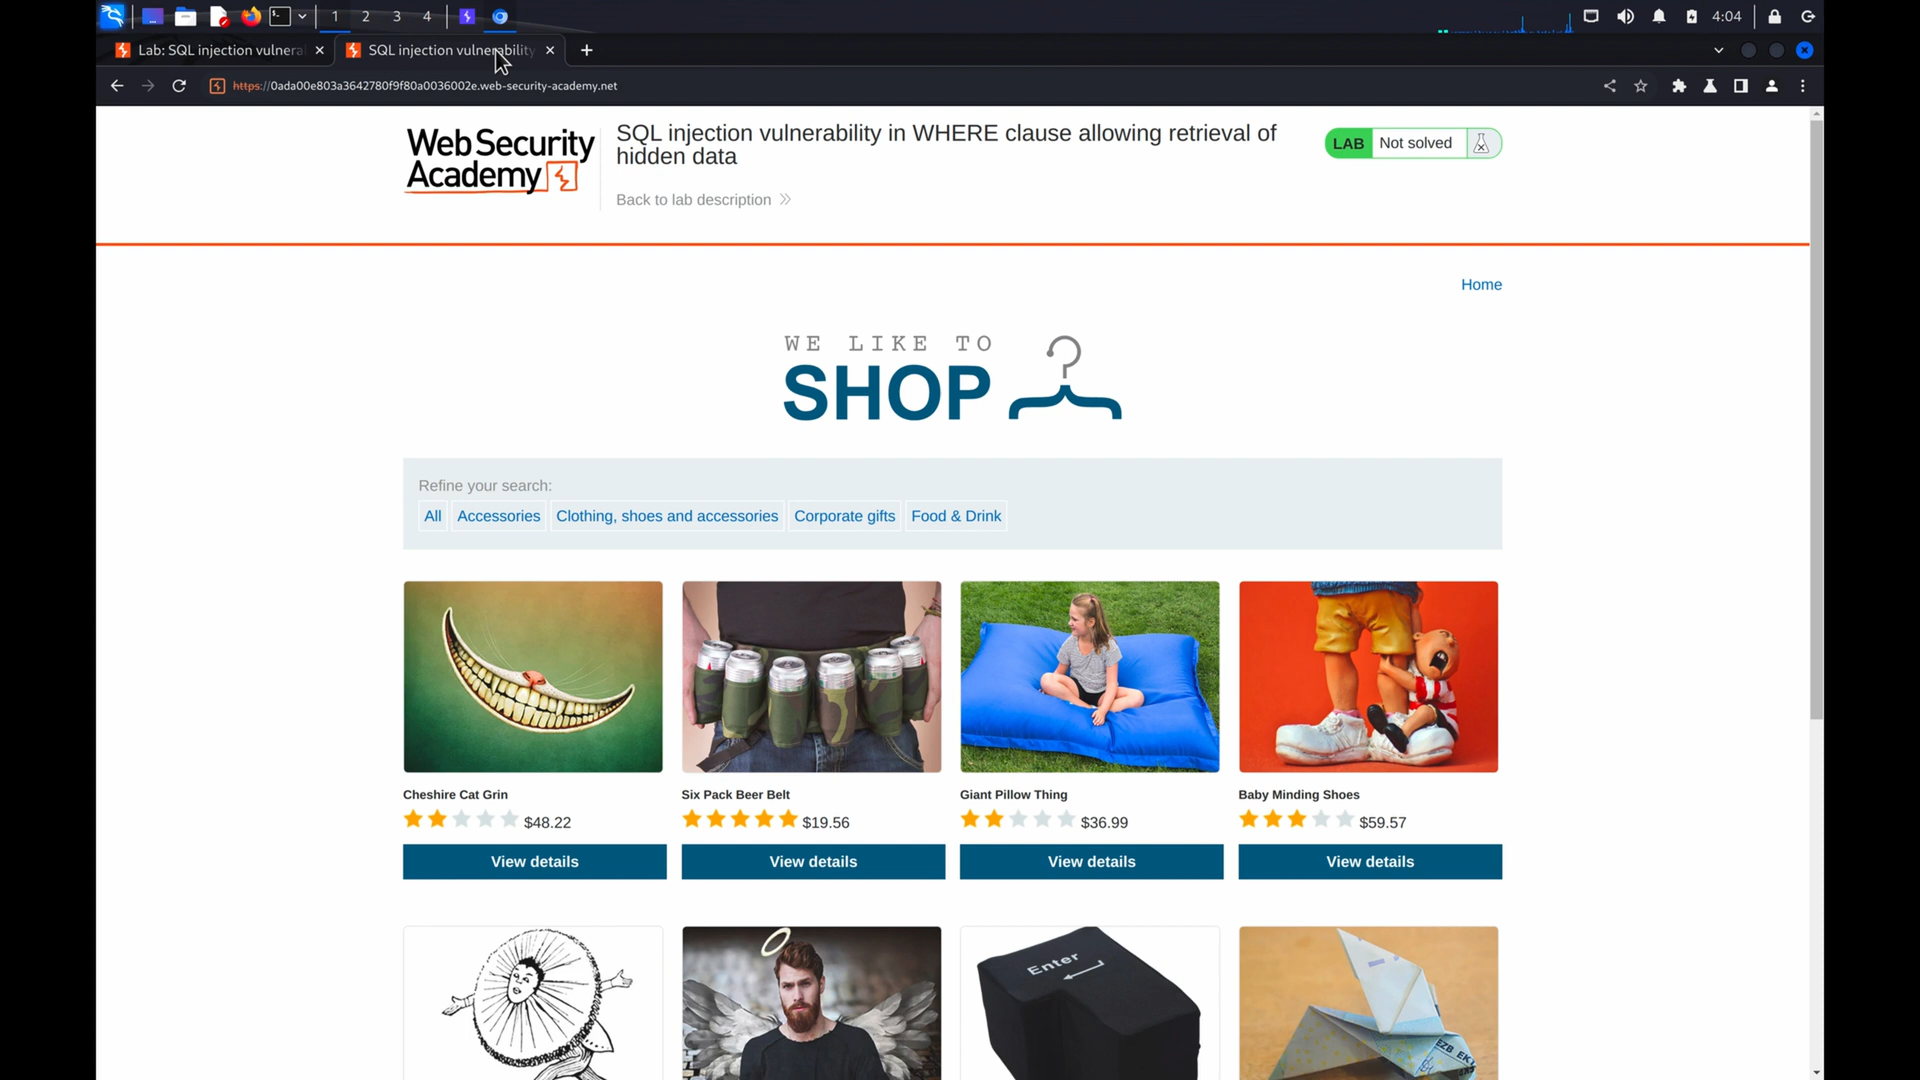 1 2 3 4
4:04
Lab: SQL injection vulnera
SQL injection vulnerability
https://0ada00e803a3642780f9f80a0036002e.web-security-academy.net
Web Security
Academy
SQL injection vulnerability in WHERE clause allowing retrieval of
hidden data
Back to lab description
LAB Not solved
Home
WE LIKE TO
SHOP
Refine your search:
All Accessories Clothing, shoes and accessories Corporate gifts Food & Drink
Cheshire Cat Grin
$48.22
View details
Six Pack Beer Belt
$19.56
View details
Giant Pillow Thing
$36.99
View details
Baby Minding Shoes
$59.57
View details
Enter